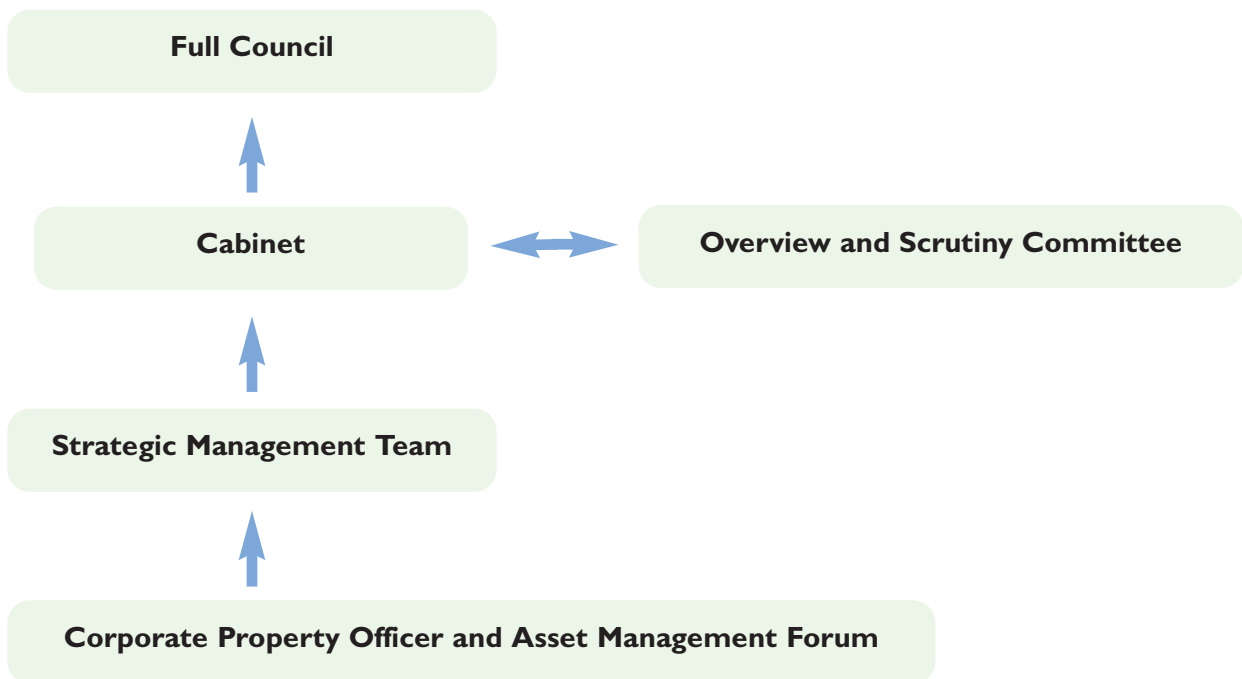 Full Council
Cabinet
Overview and Scrutiny Committee
Strategic Management Team
Corporate Property Officer and Asset Management Forum